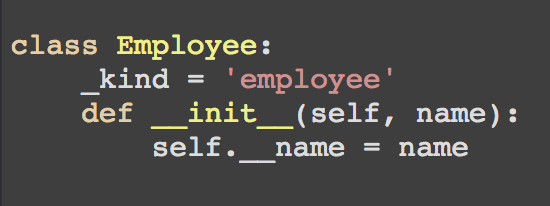 class Employee:
    _kind = 'employee'
    def __init__(self, name):
        self.__name = name